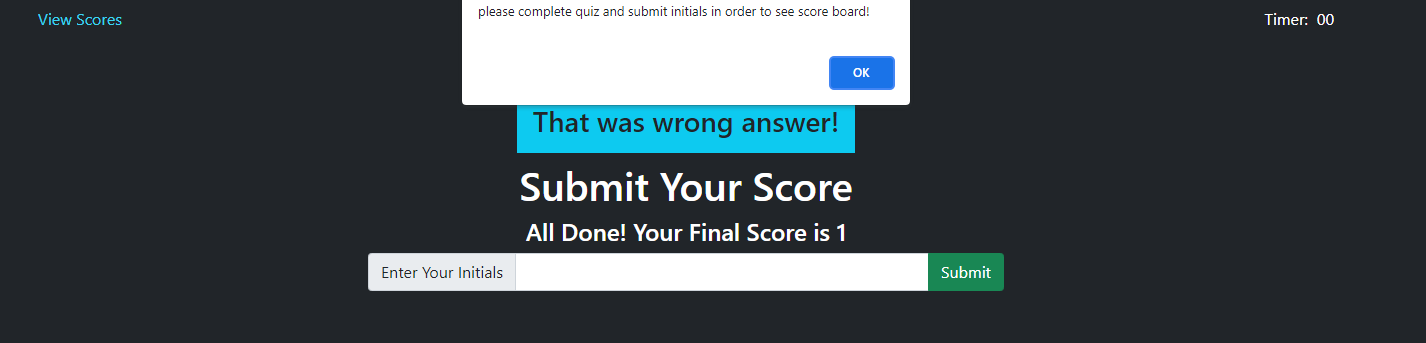 View Scores
please complete quiz and submit initials in order to see score board!
Timer: 00
OK
That was wrong answer!
Submit Your Score
All Done! Your Final Score is 1
Enter Your Initials
Submit